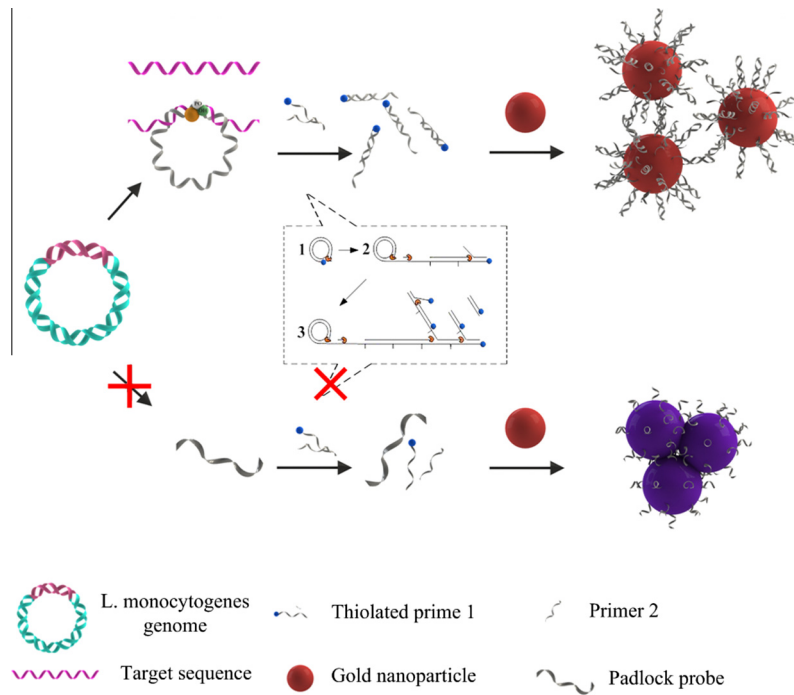 1
2
3
L. monocytogenes
genome
Thiolated prime 1
Primer 2
Target sequence
Gold nanoparticle
Padlock probe